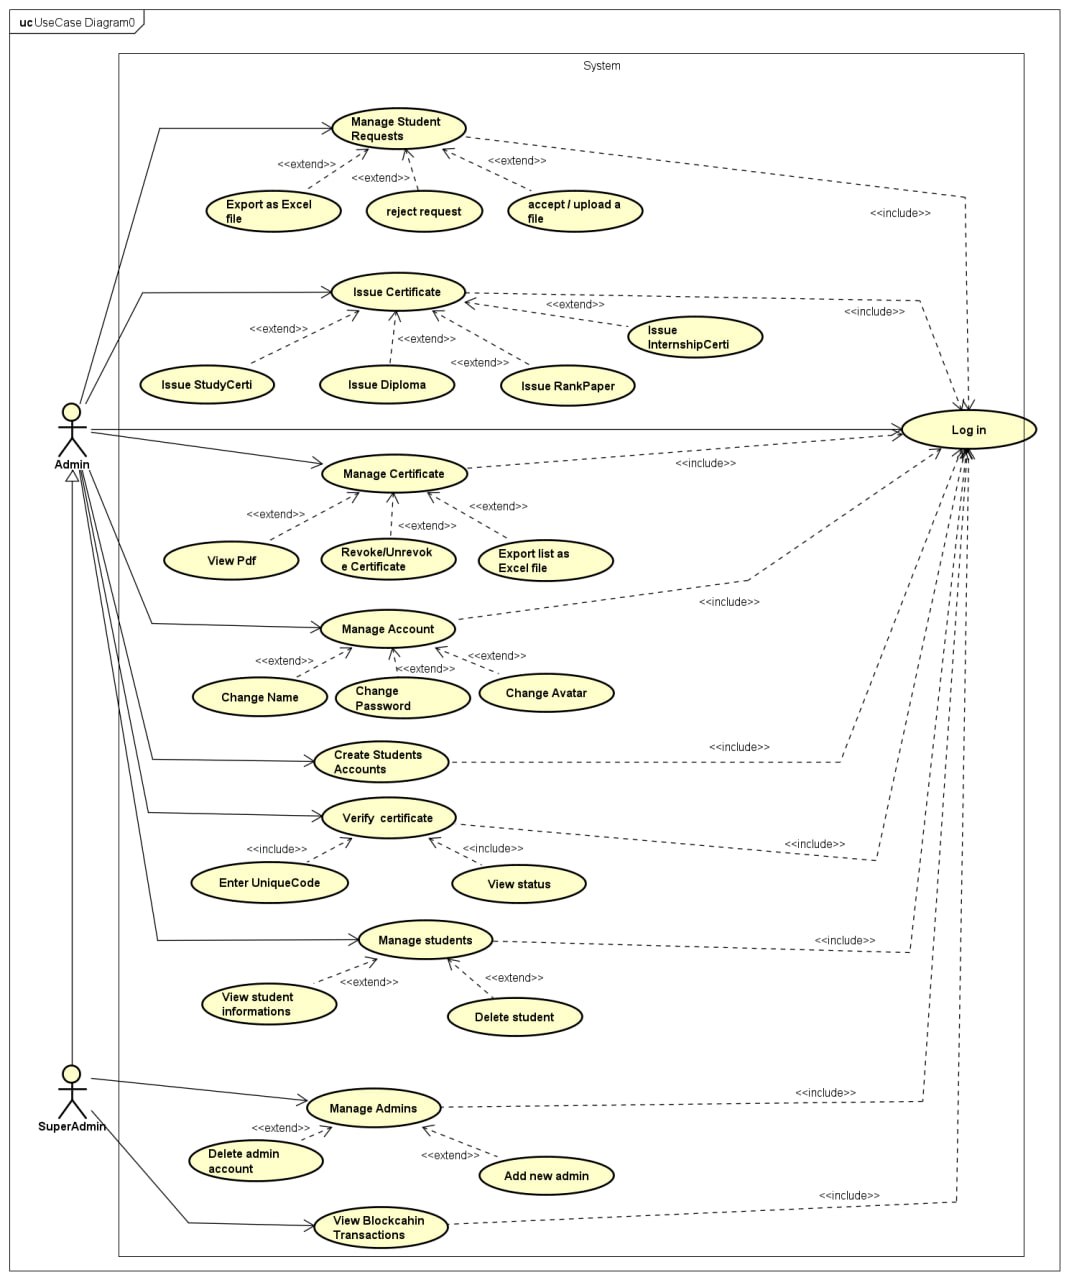 uc UseCase Diagram0
System
Manage Student
Requests
<<extend>>
<<extend>>
<<extend>>
Export as Excel
file
reject request
accept / upload a
file
<<include>>
Issue Certificate
<<extend>>
<<include>>
<<extend>>
<<extend>>
<<extend>>
Issue
InternshipCerti
Issue StudyCerti
Issue Diploma
Issue RankPaper
Log in
Admin
Manage Certificate
<<include>>
<<extend>>
<<extend>>
<<extend>>
View Pdf
Revoke/Unrevok
e Certificate
Export list as
Excel file
<<include>>
Manage Account
<<extend>>
<<extend>>
<<extend>>
Change Name
Change
Password
Change Avatar
Create Students
Accounts
<<include>>
Verify  certificate
<<include>>
<<include>>
<<include>>
Enter UniqueCode
View status
Manage students
<<include>>
<<extend>>
<<extend>>
View student
informations
Delete student
SuperAdmin
Manage Admins
<<include>>
<<extend>>
<<extend>>
Delete admin
account
Add new admin
View Blockcahin
Transactions
<<include>>